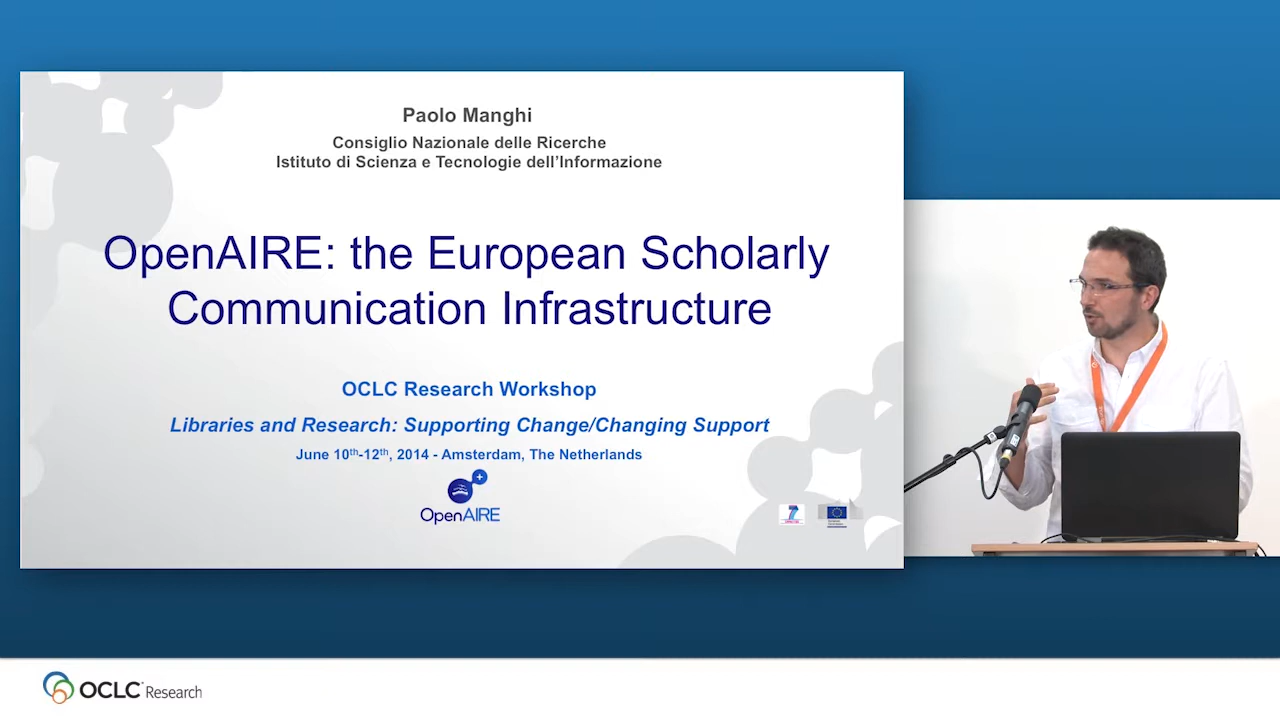 Paolo Manghi
Consiglio Nazionale delle Ricerche
Istituto di Scienza e Tecnologie dell'Informazione
OpenAIRE: the European Scholarly
Communication Infrastructure
OCLC Research Workshop
Libraries and Research: Supporting Change/Changing Support
June 10th-12th, 2014 - Amsterdam, The Netherlands
OpenAIRE
OCLC Research